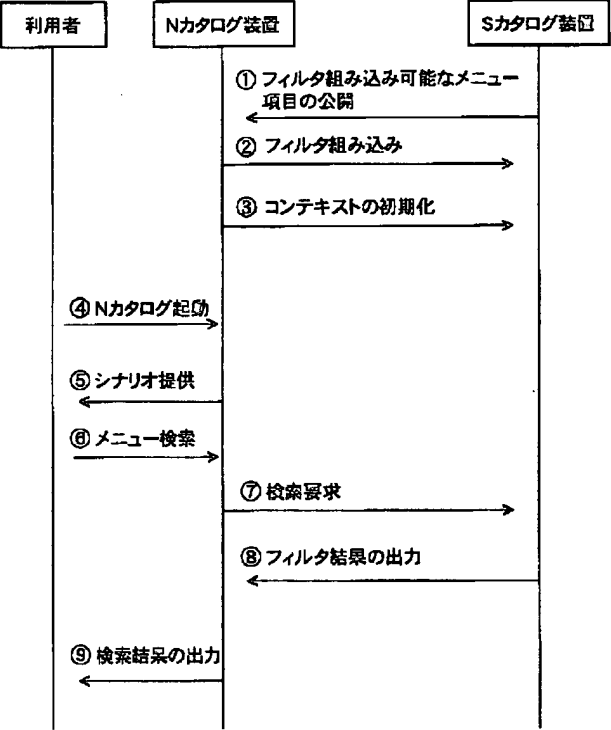 利用者
Nカタログ装置
Sカタログ装置
① フィルタ組み込み可能なメニュー
項目の公開
② フィルタ組み込み
③ コンテキストの初期化
④ Nカタログ起動
⑤ シナリオ提供
⑥ メニュー検索
⑦ 検索要求
⑧ フィルタ結果の出力
⑨ 検索結果の出力